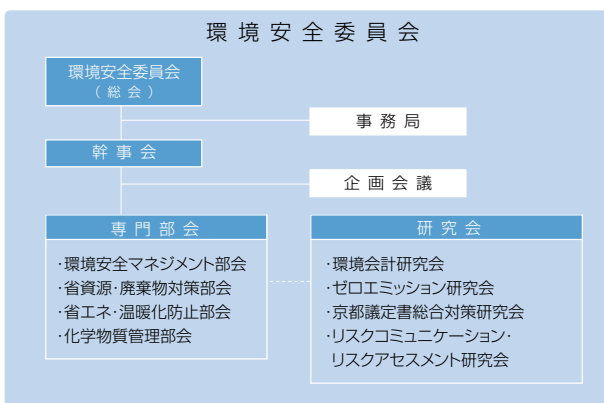 環境安全委員会
環境安全委員会
（総会）
事務局
幹事会
企画会議
専門部会
・環境安全マネジメント部会
・省資源・廃棄物対策部会
・省エネ・温暖化防止部会
・化学物質管理部会
研究会
・環境会計研究会
・ゼロエミッション研究会
・京都議定書総合対策研究会
・リスクコミュニケーション・
リスクアセスメント研究会